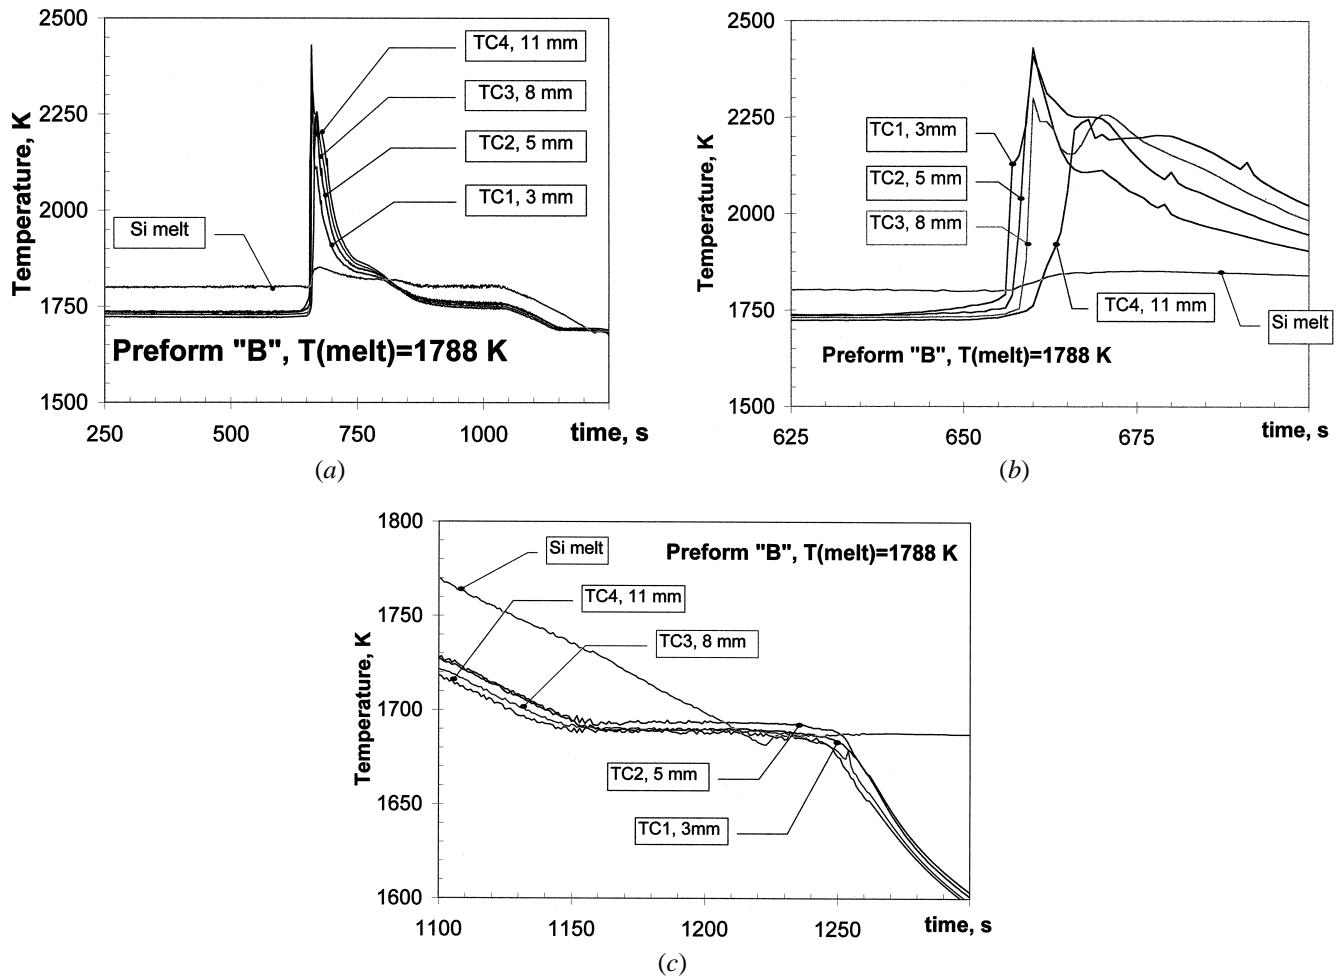 2500
2250
2000
1750
1500
Temperature, K
TC4, 11 mm
TC3, 8 mm
TC2, 5 mm
TC1, 3 mm
Si melt
Preform "B", T(melt)=1788 K
250 500 750 1000 time, s
(a)
2500
2250
2000
1750
1500
Temperature, K
TC1, 3mm
TC2, 5 mm
TC3, 8 mm
TC4, 11 mm
Si melt
Preform "B", T(melt)=1788 K
625 650 675 time, s
(b)
1800
1750
1700
1650
1600
Temperature, K
Si melt
Preform "B", T(melt)=1788 K
TC4, 11 mm
TC3, 8 mm
TC2, 5 mm
TC1, 3mm
1100 1150 1200 1250 time, s
(c)